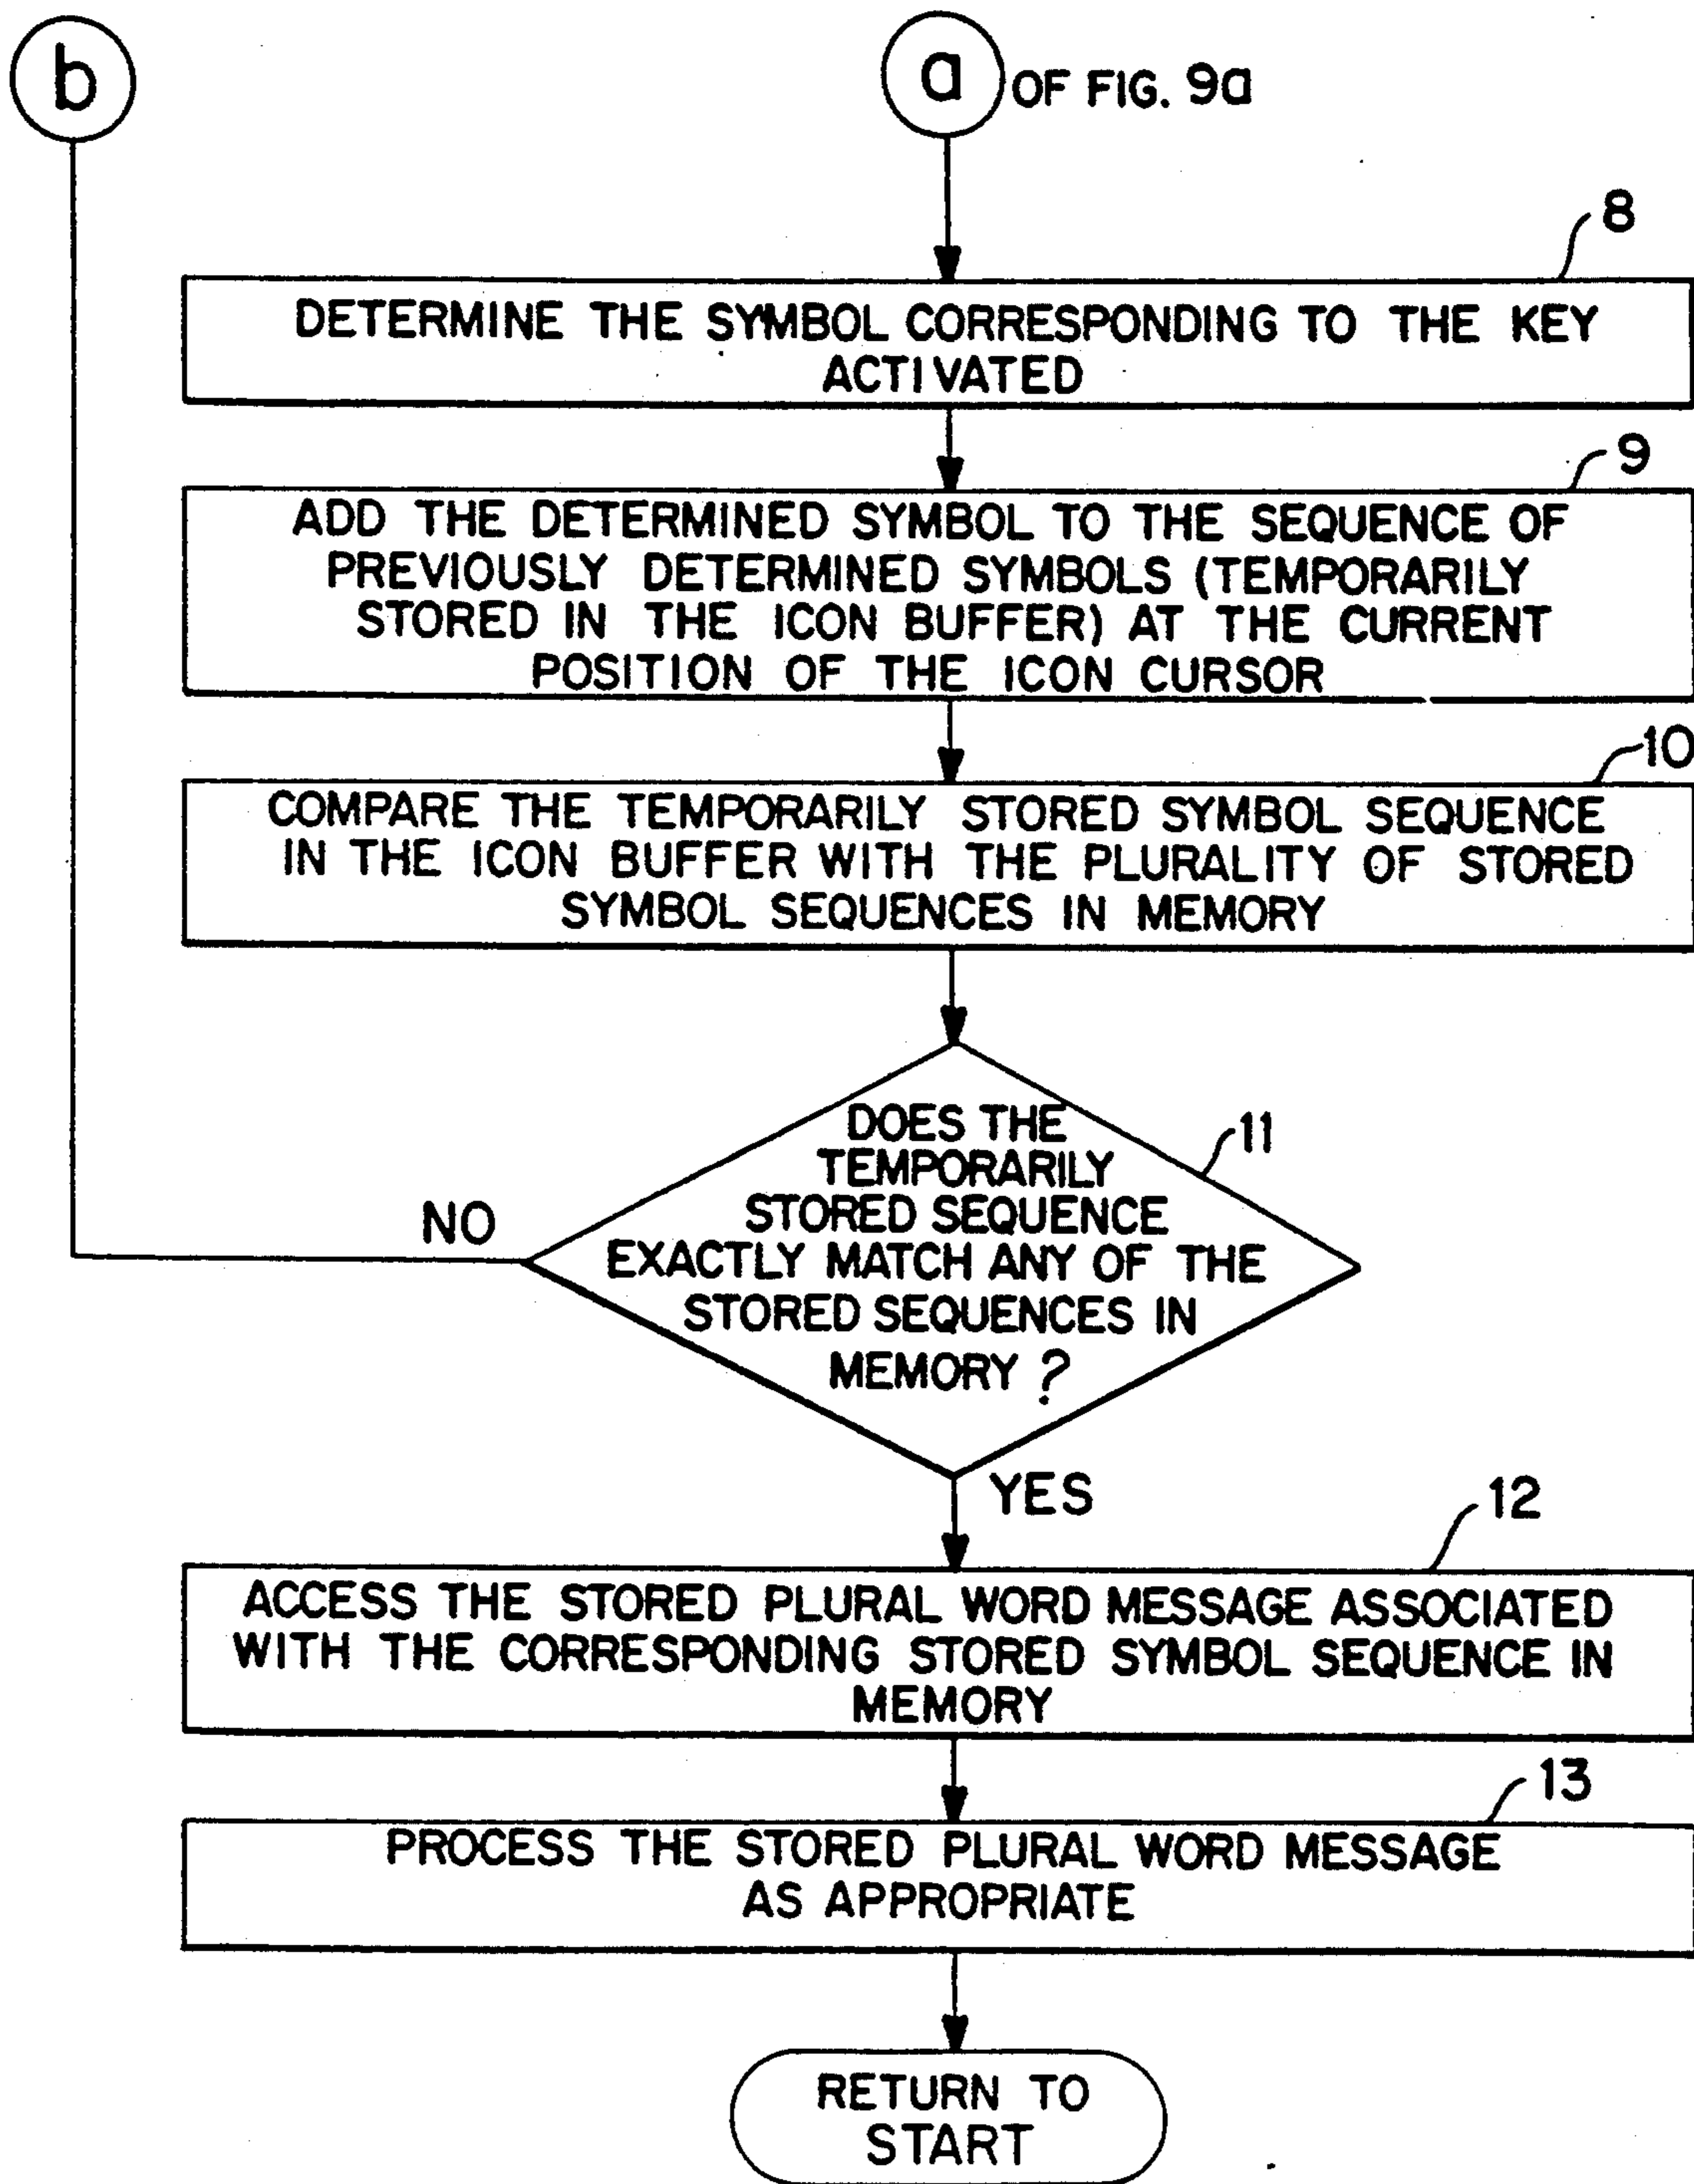 b
a OF FIG. 9a
8
DETERMINE THE SYMBOL CORRESPONDING TO THE KEY
ACTIVATED
9
ADD THE DETERMINED SYMBOL TO THE SEQUENCE OF
PREVIOUSLY DETERMINED SYMBOLS (TEMPORARILY
STORED IN THE ICON BUFFER) AT THE CURRENT
POSITION OF THE ICON CURSOR
10
COMPARE THE TEMPORARILY STORED SYMBOL SEQUENCE
IN THE ICON BUFFER WITH THE PLURALITY OF STORED
SYMBOL SEQUENCES IN MEMORY
11
DOES THE
TEMPORARILY
STORED SEQUENCE
EXACTLY MATCH ANY OF THE
STORED SEQUENCES IN
MEMORY ?
NO
YES
12
ACCESS THE STORED PLURAL WORD MESSAGE ASSOCIATED
WITH THE CORRESPONDING STORED SYMBOL SEQUENCE IN
MEMORY
13
PROCESS THE STORED PLURAL WORD MESSAGE
AS APPROPRIATE
RETURN TO
START